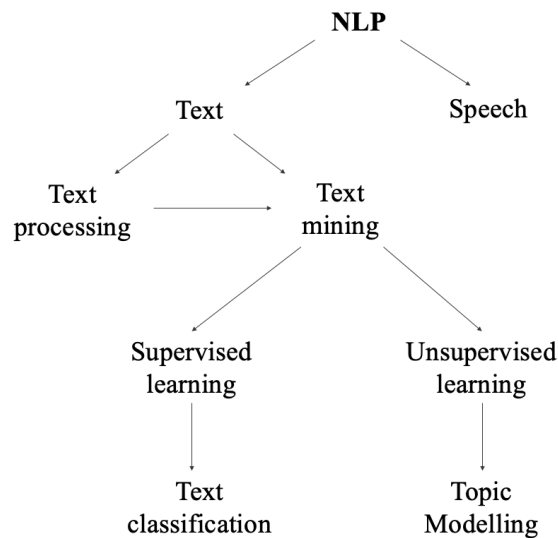 NLP
Text
Speech
Text
processing
Text
mining
Supervised
learning
Unsupervised
learning
Text
classification
Topic
Modelling